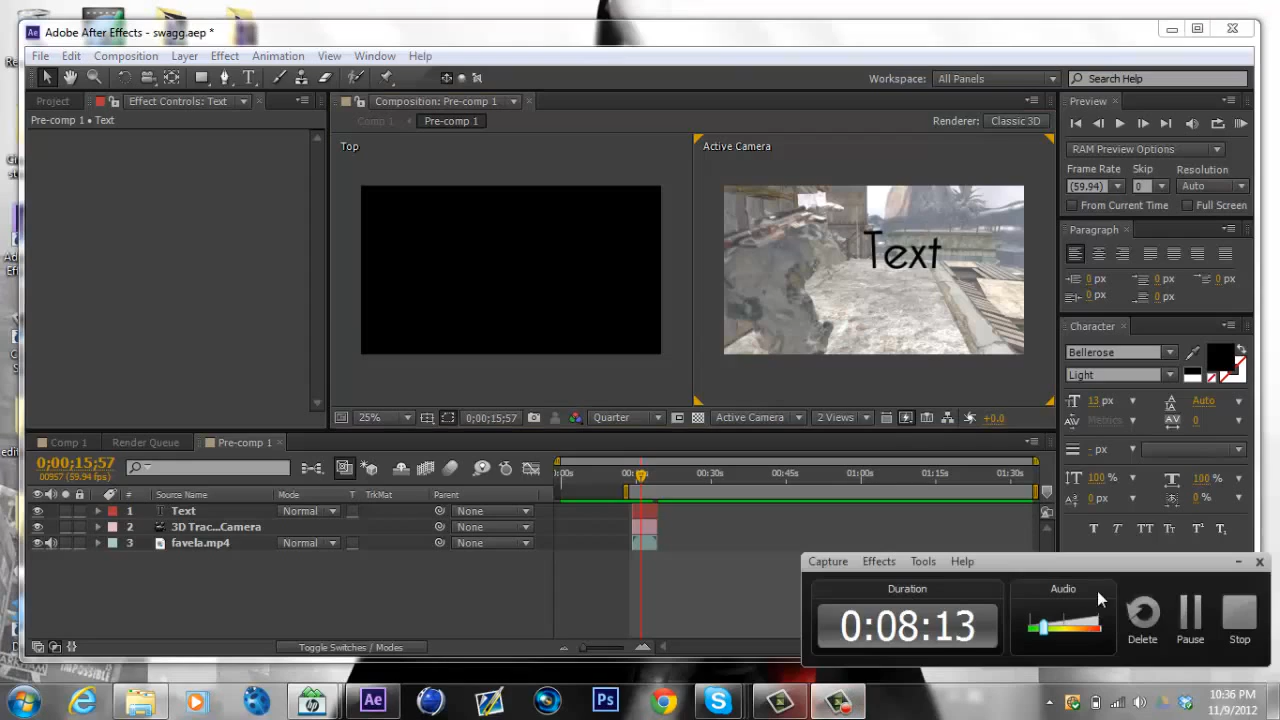 Adobe After Effects - swagg.aep *
File Edit Composition Layer Effect Animation View Window Help
Workspace: All Panels Search Help
Project Effect Controls: Text Composition: Pre-comp 1 Preview
Pre-comp 1 • Text Comp 1 Pre-comp 1 Renderer: Classic 3D
Top Active Camera
RAM Preview Options
Frame Rate Skip Resolution
(59.94) 0 Auto
From Current Time Full Screen
Text
Paragraph
0 px 0 px 0 px
0 px 0 px
Character
Bellerose
Light
13 px Auto
Metrics 0
- px
100 % 100 %
0 px 0 %
T T TT Tr T T
25% 0;00;15;57 Quarter Active Camera 2 Views +0.0
Comp 1 Render Queue Pre-comp 1
0;00;15;57
00957 (59.94 fps)
:00s 00:15s 00:30s 00:45s 01:00s 01:15s 01:30s
# Source Name Mode T TrkMat Parent
1 T Text Normal None
2 3D Trac...Camera Normal None
3 favela.mp4 Normal None
Toggle Switches / Modes
Capture Effects Tools Help
Duration Audio
0:08:13
Delete Pause Stop
Ae Ps
10:36 PM
11/9/2012